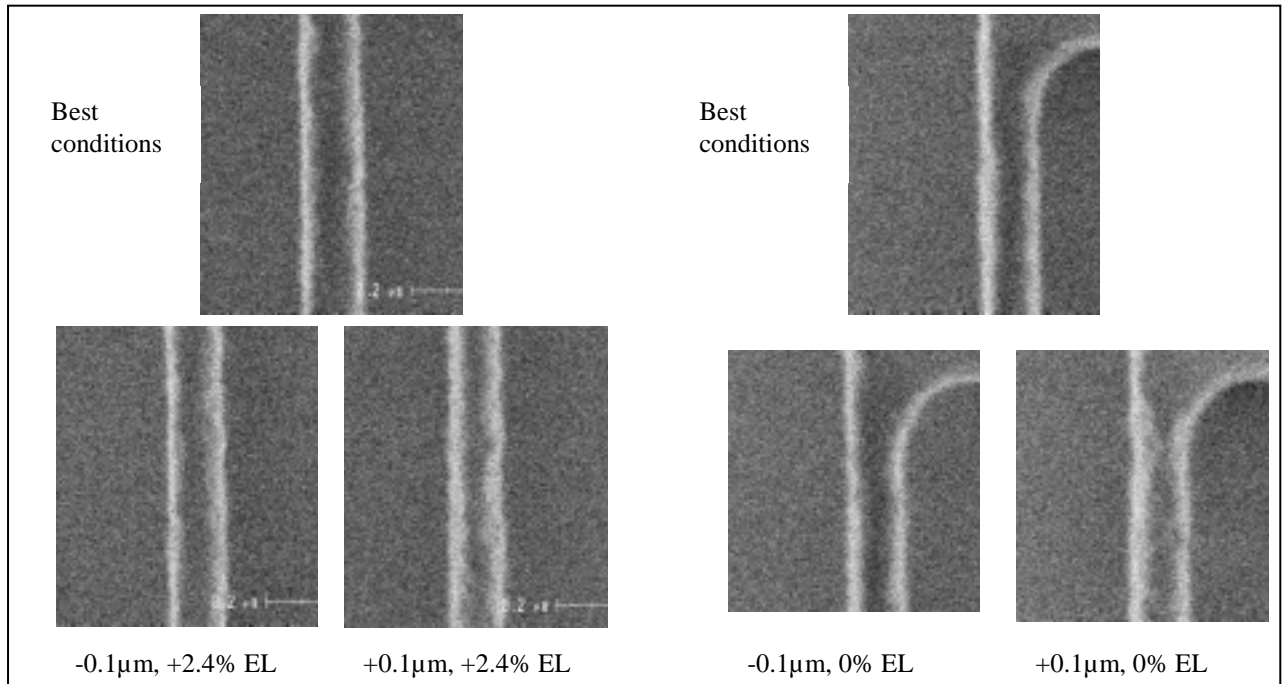 Best
conditions
Best
conditions
-0.1µm, +2.4% EL
+0.1µm, +2.4% EL
-0.1µm, 0% EL
+0.1µm, 0% EL